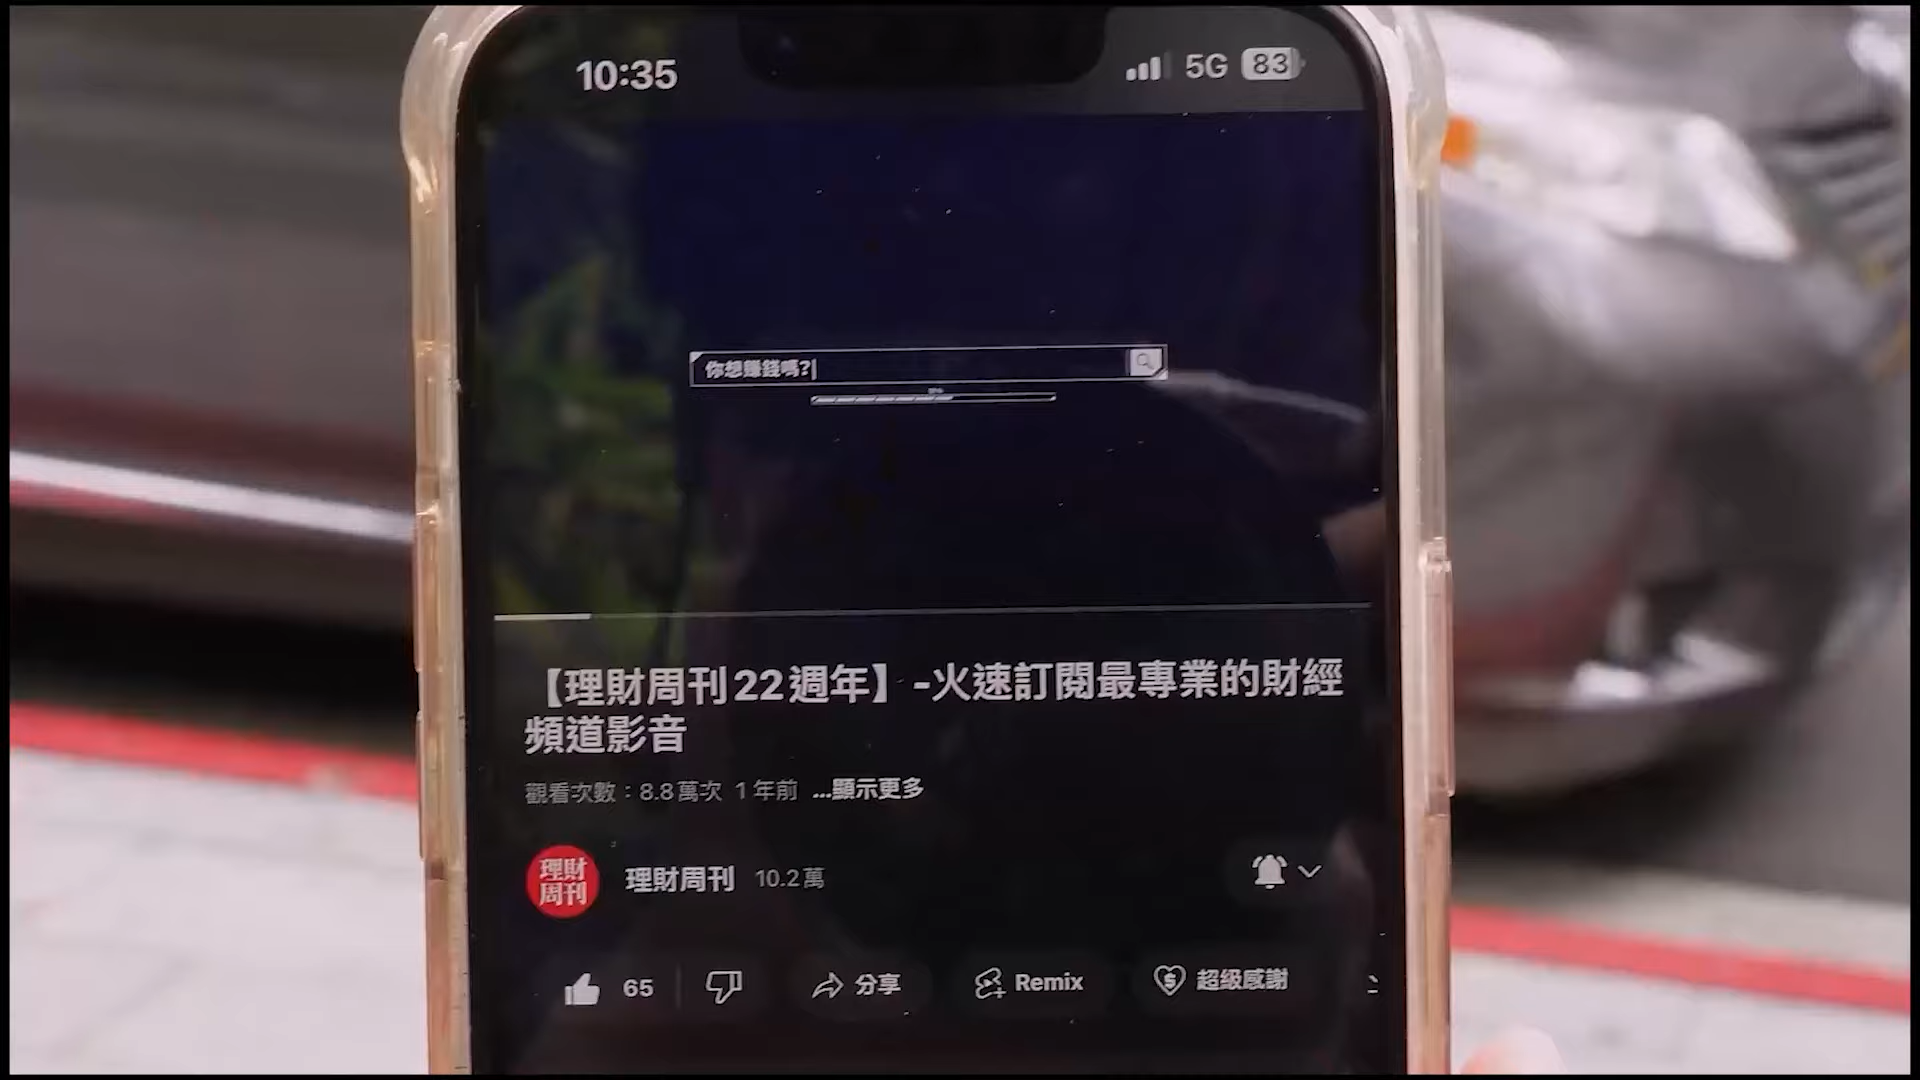 10:35
5G 83
你想賺錢嗎?
【理財周刊22週年】-火速訂閱最專業的財經
頻道影音
觀看次數：8.8萬次 1年前 ...顯示更多
理財
周刊
理財周刊 10.2萬
65
分享
Remix
超級感謝